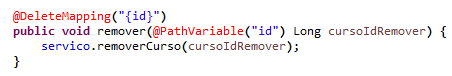 @DeleteMapping("{id}")
public void remover(@PathVariable("id") Long cursoIdRemover) {
    servico.removerCurso(cursoIdRemover);
}